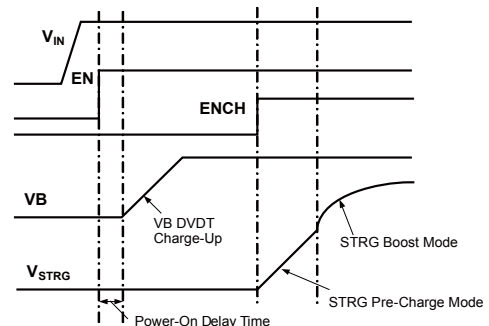 VIN
EN
ENCH
VB
VB DVDT
Charge-Up
STRG Boost Mode
VSTRG
STRG Pre-Charge Mode
Power-On Delay Time